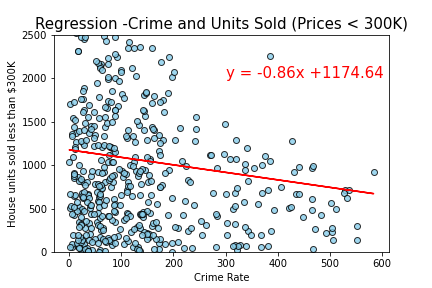 Regression -Crime and Units Sold (Prices < 300K)
y = -0.86x +1174.64
House units sold less than $300K
2500
2000
1500
1000
500
0
0 100 200 300 400 500 600
Crime Rate